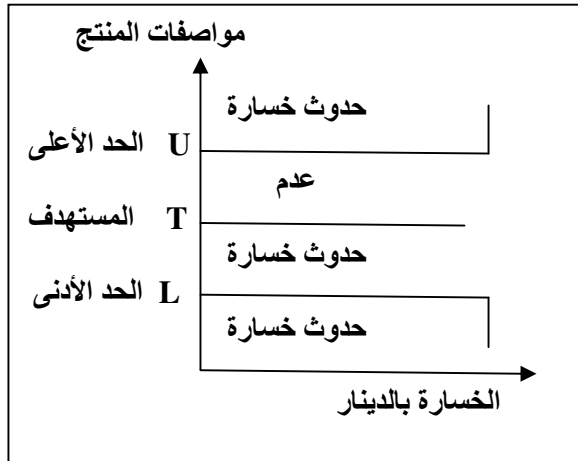 مواصفات المنتج
حدوث خسارة
الحد الأعلى U
عدم
المستهدف T
حدوث خسارة
الحد الأدنى L
حدوث خسارة
الخسارة بالدينار